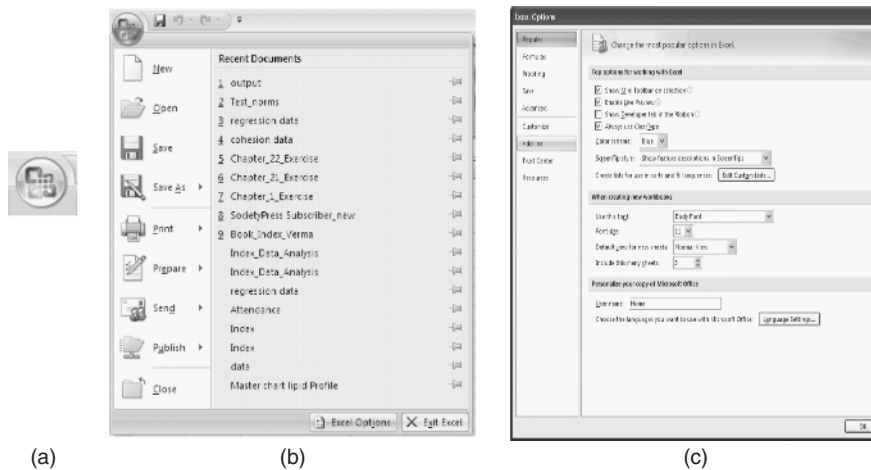 New
Open
Save
Save As
Print
Prepare
Send
Publish
Close
Recent Documents
1 output
2 Test_norms
3 regression data
4 cohesion data
5 Chapter_22_Exercise
6 Chapter_21_Exercise
7 Chapter_1_Exercise
8 SocietyPress Subscriber_new
9 Book_Index_Verma
Index_Data_Analysis
Index_Data_Analysis
regression data
Attendance
Index
Index
data
Master chart lipid Profile
Excel Options
Exit Excel
Excel Options
Popular
Formulas
Proofing
Save
Advanced
Customize
Add-Ins
Trust Center
Resources
Change the most popular options in Excel.
Top options for working with Excel
Show Mini Toolbar on selection
Enable Live Preview
Show Developer tab in the Ribbon
Always use ClearType
Color scheme: Blue
ScreenTip style: Show feature descriptions in ScreenTips
Create lists for use in sorts and fill sequences: Edit Custom Lists...
When creating new workbooks
Use this font: Body Font
Font size: 11
Default view for new sheets: Normal View
Include this many sheets: 3
Personalize your copy of Microsoft Office
User name: Home
Choose the languages you want to use with Microsoft Office: Language Settings...
OK
(a)
(b)
(c)